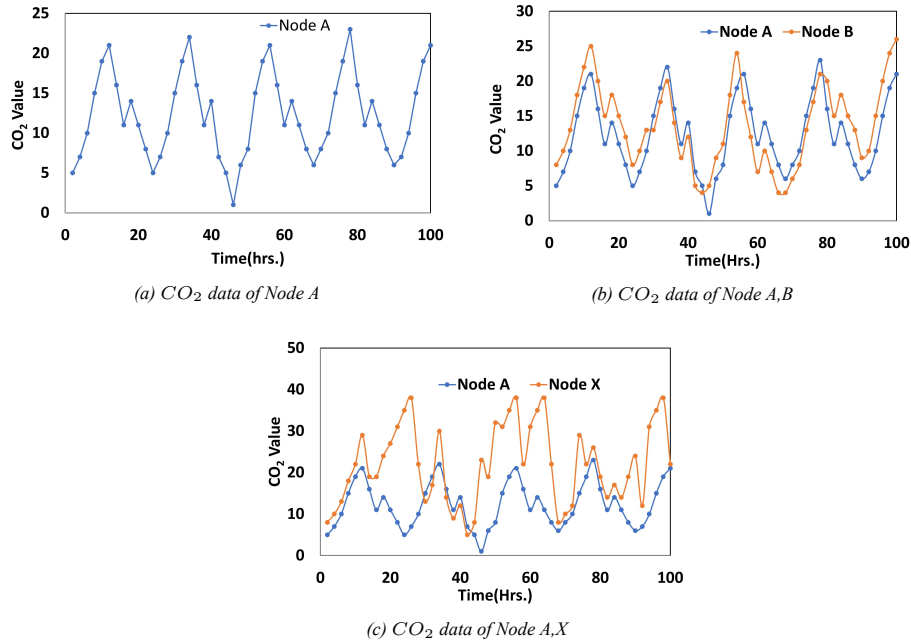 25
20
15
10
5
0
CO₂ Value
Node A
0 20 40 60 80 100
Time(hrs.)
(a) CO₂ data of Node A
30
25
20
15
10
5
0
CO₂ Value
Node A Node B
0 20 40 60 80 100
Time(Hrs.)
(b) CO₂ data of Node A,B
50
40
30
20
10
0
CO₂ Value
Node A Node X
0 20 40 60 80 100
Time(Hrs.)
(c) CO₂ data of Node A,X